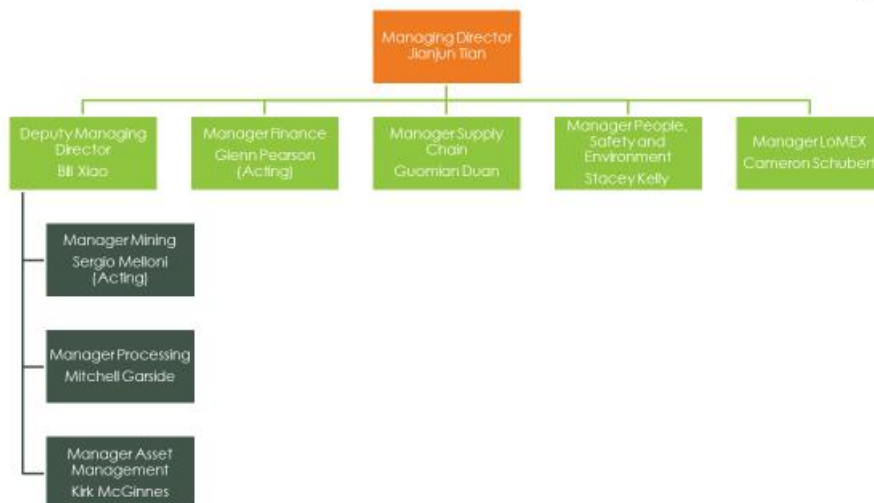 Managing Director
Jianjun Tian
Deputy Managing
Director
Bill Xiao
Manager Finance
Glenn Pearson
(Acting)
Manager Supply
Chain
Guomian Duan
Manager People,
Safety and
Environment
Stacey Kelly
Manager LoMEX
Cameron Schubert
Manager Mining
Sergio Melloni
(Acting)
Manager Processing
Mitchell Garside
Manager Asset
Management
Kirk McGinnes